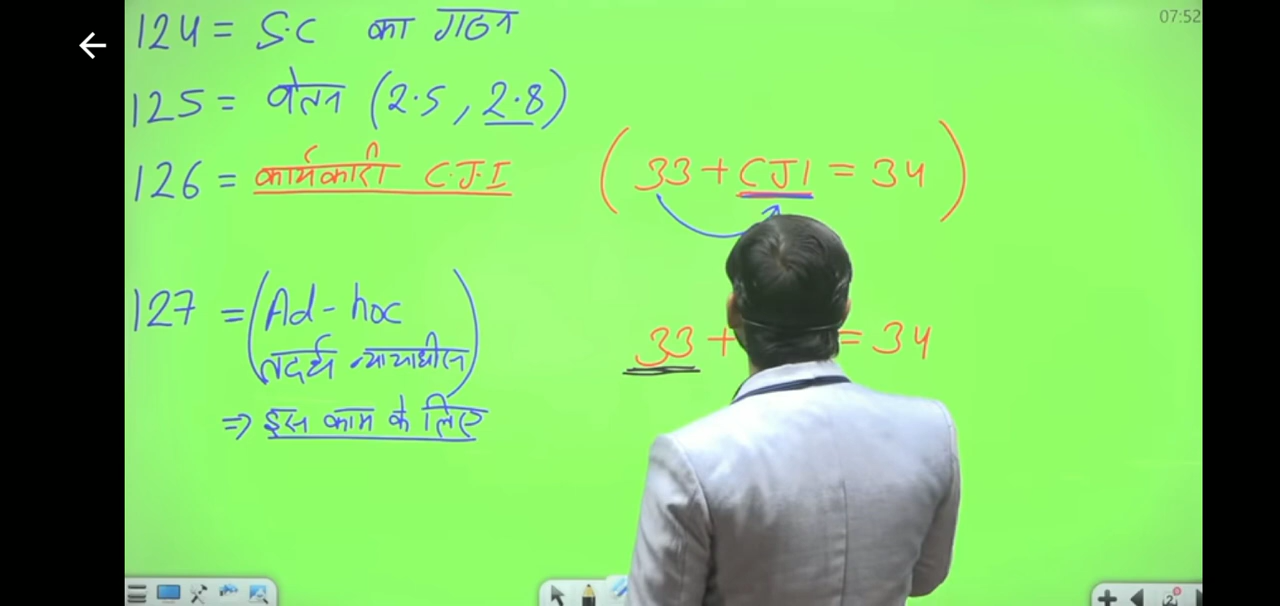 07:52
124 = S.C का गठन
125 = वेतन (2.5, 2.8)
126 = कार्यकारी C.J.I
(33 + CJI = 34)
127 = (Ad-hoc
तदर्थ न्यायाधीस)
33 + = 34
⇒ इस काम के लिए
2